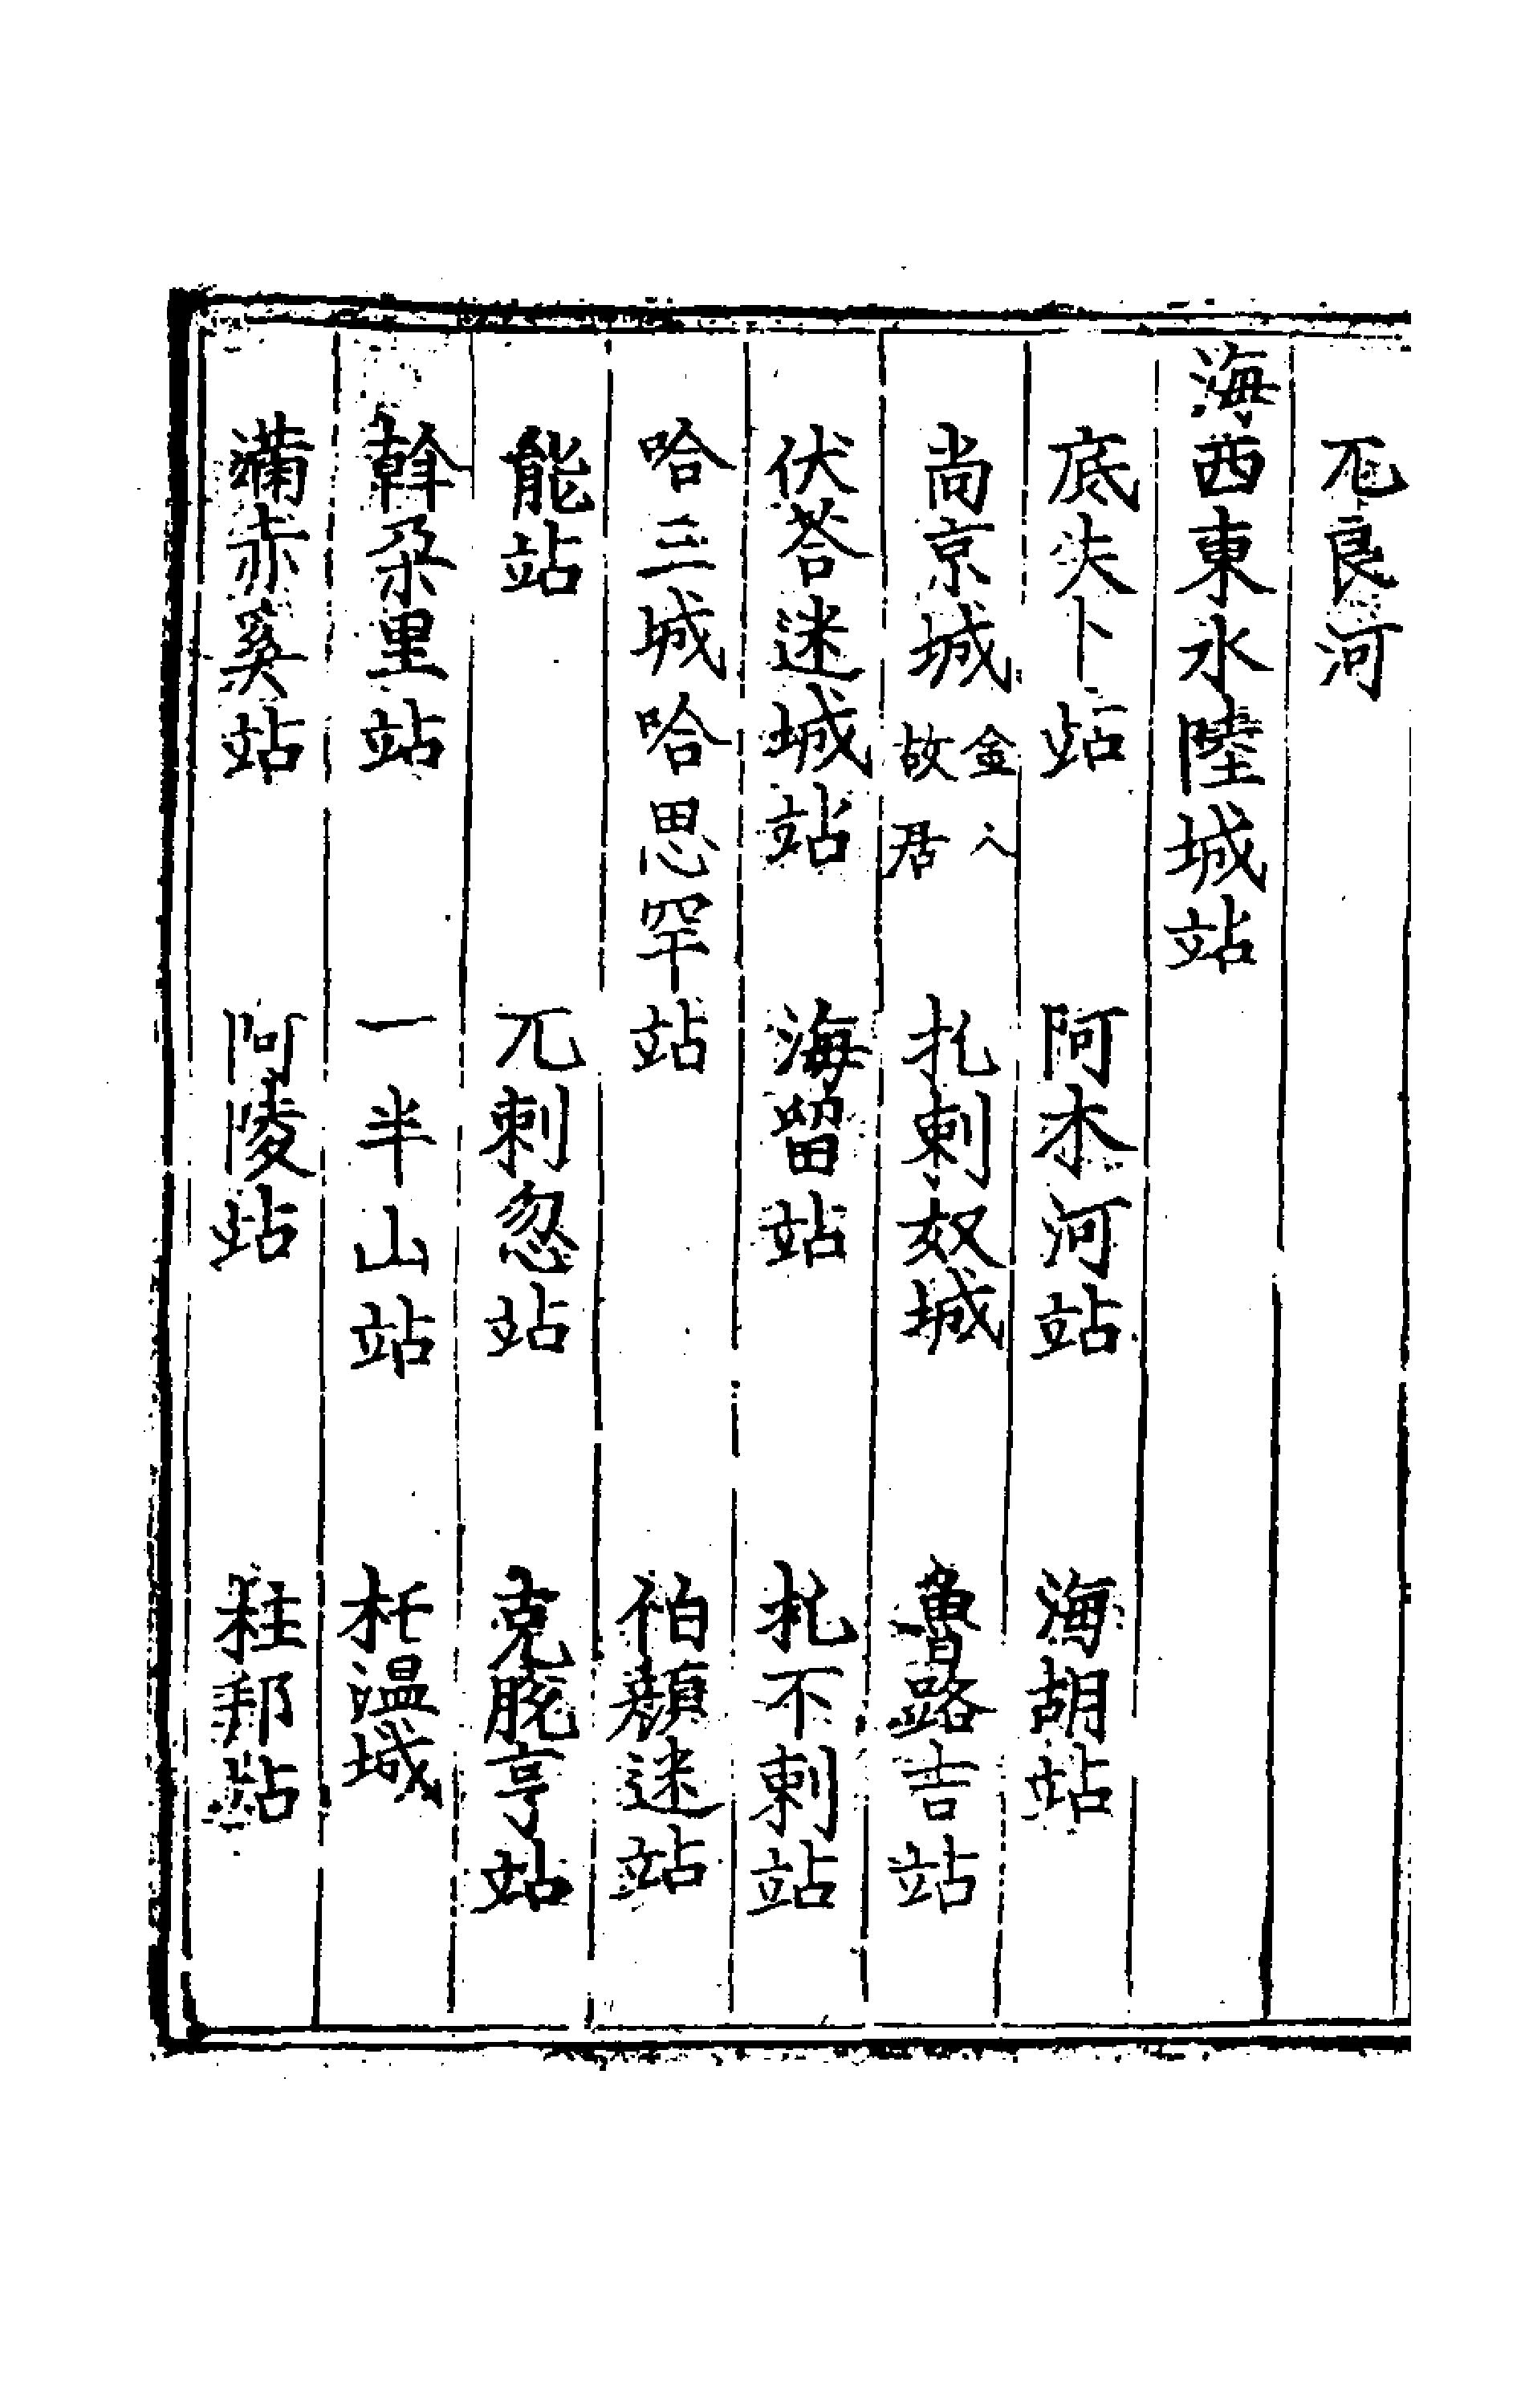 兀良河
海西東水陸城站
底失卜站　阿木河站　海胡站
尚京城金人故居　扎剌奴城　魯路吉站
伏荅迷城站　海留站　扎不剌站
哈三城哈思罕站　伯顏迷站
能站　兀剌忽站　克脫亨站
斡朶里站　一半山站　托温城
滿赤奚站　阿陵站　柱邦站